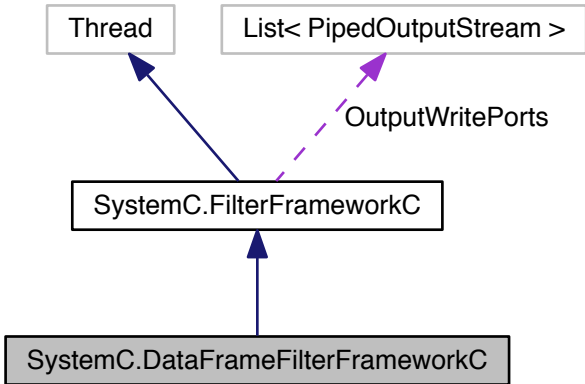 Thread
List< PipedOutputStream >
OutputWritePorts
SystemC.FilterFrameworkC
SystemC.DataFrameFilterFrameworkC